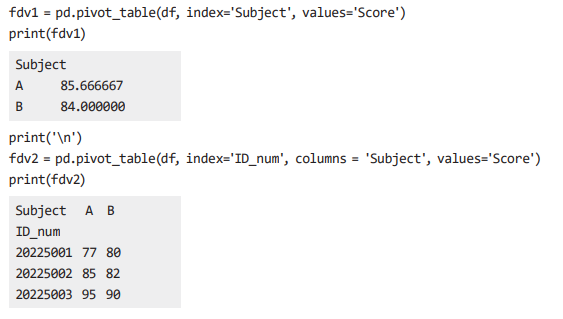 fdv1 = pd.pivot_table(df, index='Subject', values='Score')
print(fdv1)
Subject
A     85.666667
B     84.000000
print('\n')
fdv2 = pd.pivot_table(df, index='ID_num', columns = 'Subject', values='Score')
print(fdv2)
Subject   A  B
ID_num
20225001  77 80
20225002  85 82
20225003  95 90